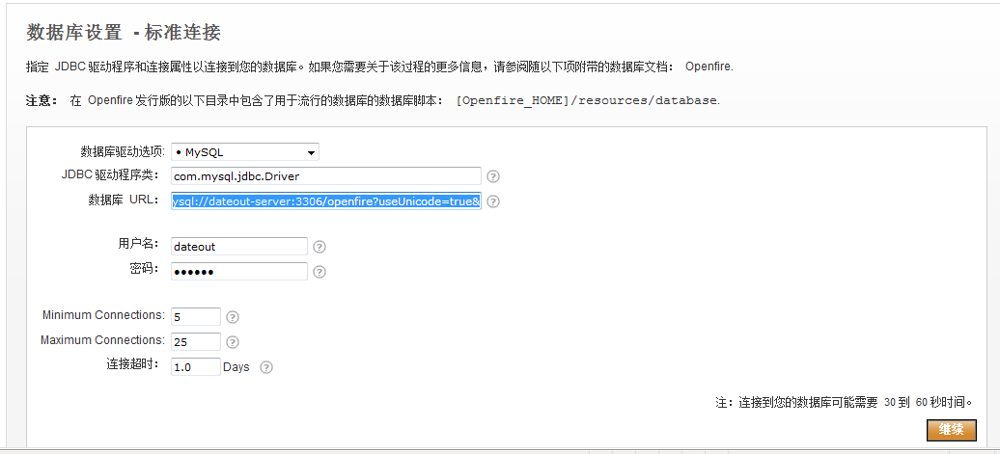 数据库设置 - 标准连接
指定 JDBC 驱动程序和连接属性以连接到您的数据库。如果您需要关于该过程的更多信息，请参阅随以下项附带的数据库文档： Openfire.
注意： 在 Openfire 发行版的以下目录中包含了用于流行的数据库的数据库脚本： [Openfire_HOME]/resources/database.
数据库驱动选项: • MySQL
JDBC 驱动程序类： com.mysql.jdbc.Driver ?
数据库 URL： ysql://dateout-server:3306/openfire?useUnicode=true& ?
用户名： dateout ?
密码： •••••• ?
Minimum Connections: 5 ?
Maximum Connections: 25 ?
连接超时： 1.0 Days ?
注：连接到您的数据库可能需要 30 到 60 秒时间。
继续